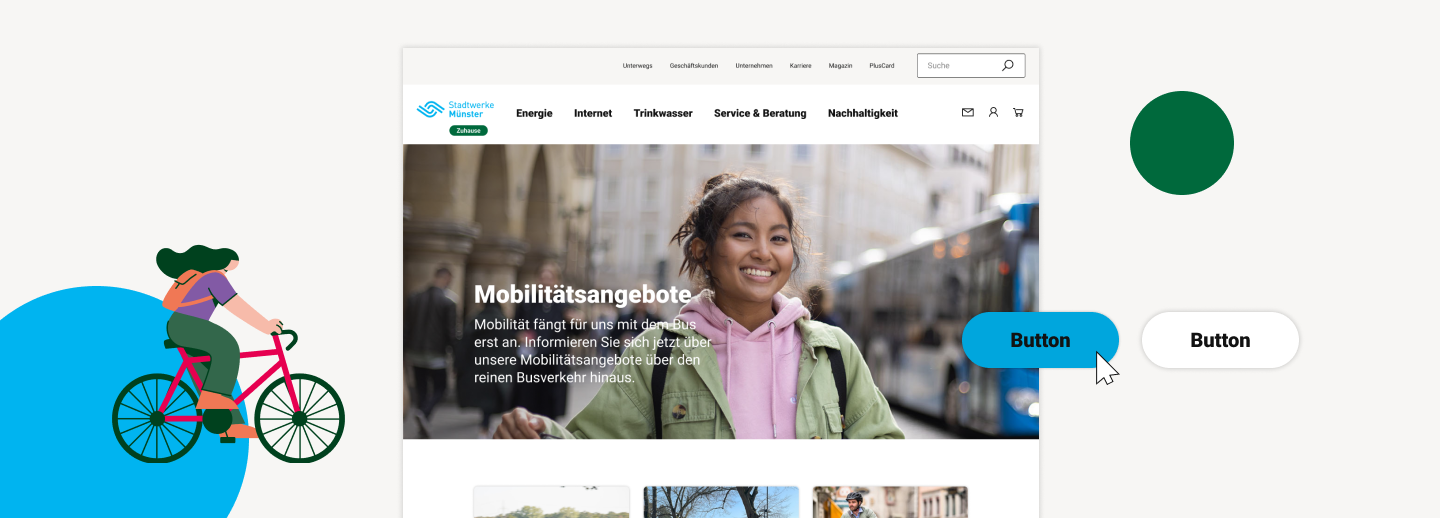 Unterwegs Geschäftskunden Unternehmen Karriere Magazin PlusCard Suche
Stadtwerke
Münster
Zuhause
Energie Internet Trinkwasser Service & Beratung Nachhaltigkeit
Mobilitätsangebote
Mobilität fängt für uns mit dem Bus
erst an. Informieren Sie sich jetzt über
unsere Mobilitätsangebote über den
reinen Busverkehr hinaus.
Button Button